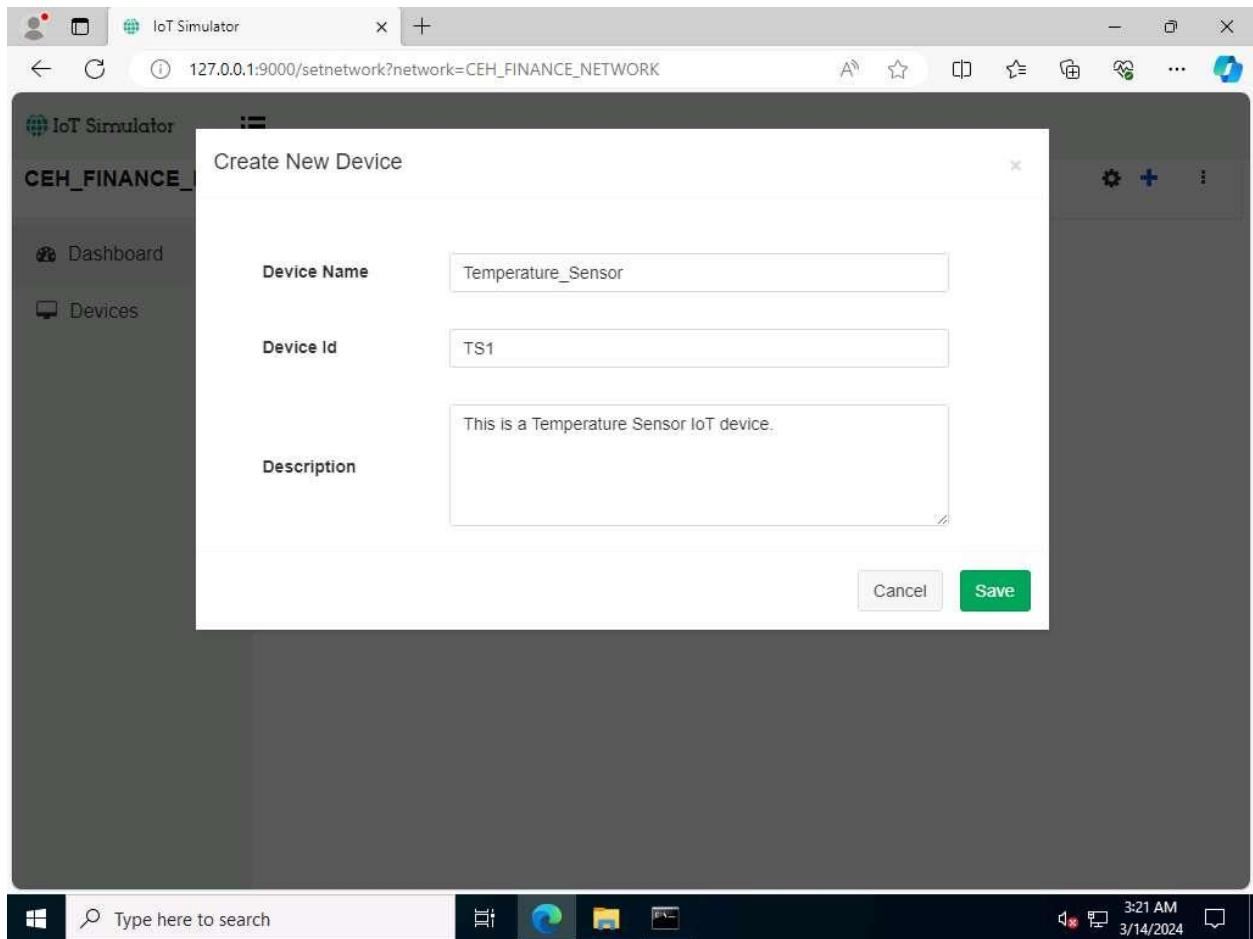 IoT Simulator
127.0.0.1:9000/setnetwork?network=CEH_FINANCE_NETWORK
IoT Simulator
CEH_FINANCE_
Create New Device
Dashboard
Devices
Device Name
Temperature_Sensor
Device Id
TS1
Description
This is a Temperature Sensor IoT device.
Cancel
Save
Type here to search
3:21 AM
3/14/2024